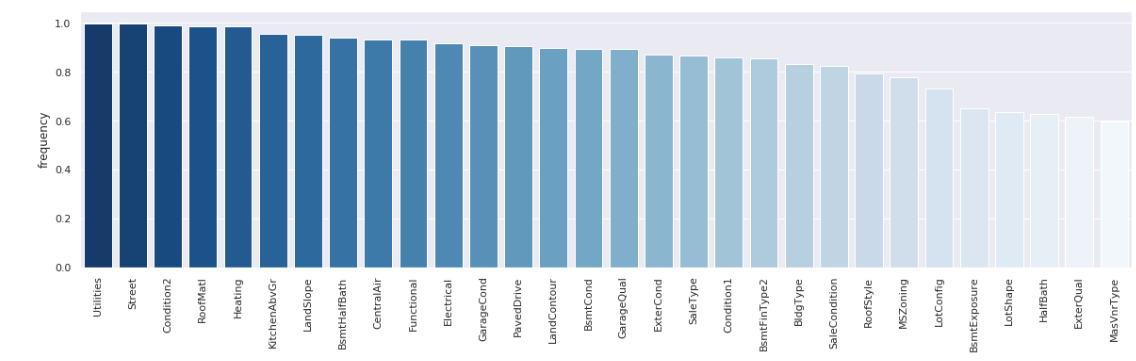 1.0
0.8
0.6
0.4
0.2
0.0
frequency
Utilities
Street
Condition2
RoofMatl
Heating
KitchenAbvGr
LandSlope
BsmtHalfBath
CentralAir
Functional
Electrical
GarageCond
PavedDrive
LandContour
BsmtCond
GarageQual
ExterCond
SaleType
Condition1
BsmtFinType2
BldgType
SaleCondition
RoofStyle
MSZoning
LotConfig
BsmtExposure
LotShape
HalfBath
ExterQual
MasVnrType